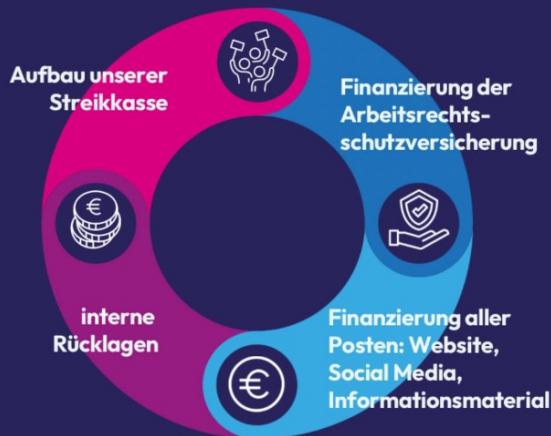 Aufbau unserer
Streikkasse
Finanzierung der
Arbeitsrechts-
schutzversicherung
interne
Rücklagen
Finanzierung aller
Posten: Website,
Social Media,
Informationsmaterial